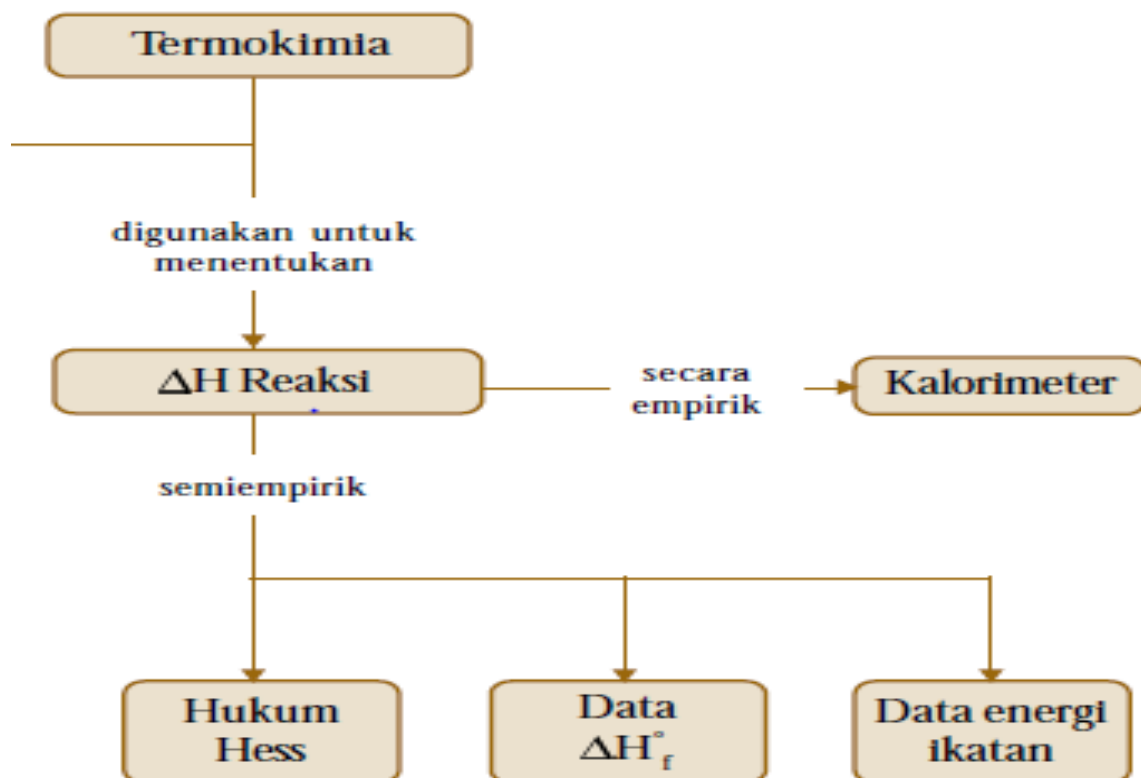 Termokimia
digunakan untuk
menentukan
ΔH Reaksi
secara
empirik
Kalorimeter
semiempirik
Hukum
Hess
Data
ΔH°f
Data energi
ikatan